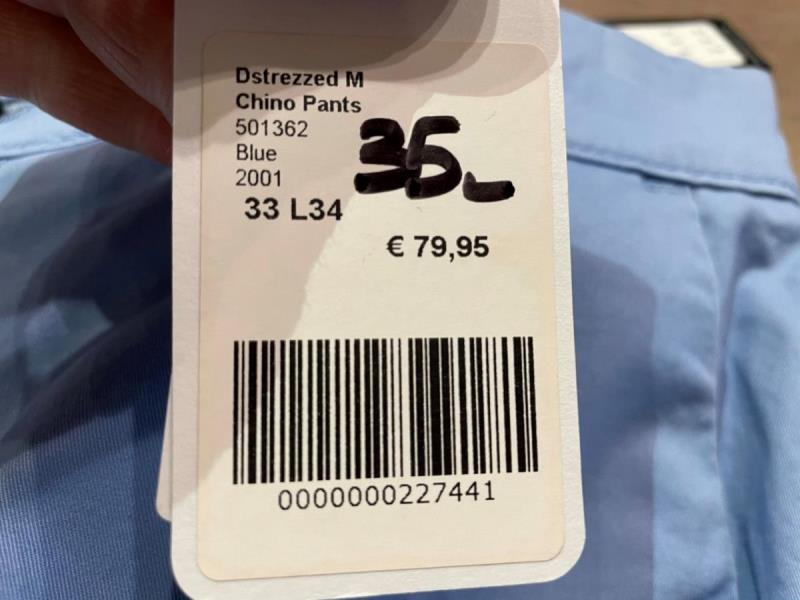 Dstrezzed M
Chino Pants
501362
Blue
2001
35_
33 L34
€ 79,95
0000000227441